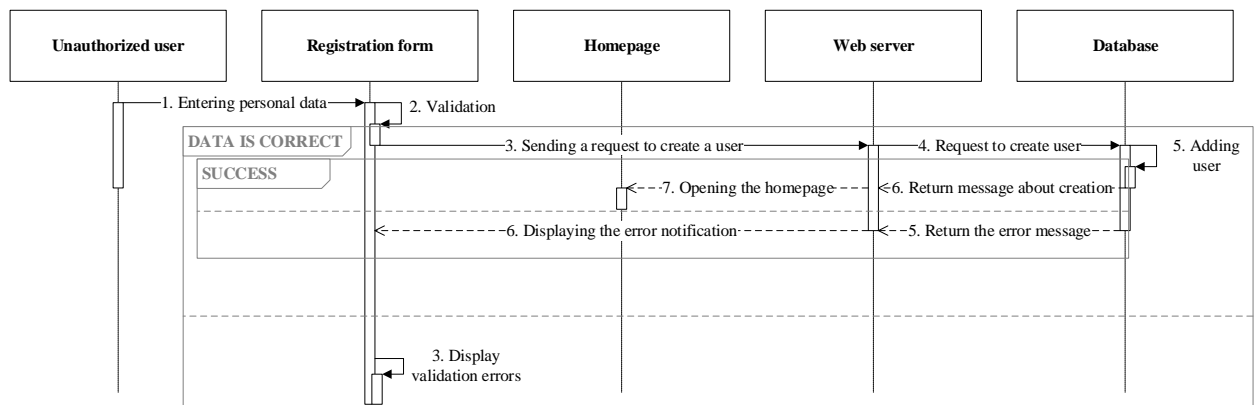 Unauthorized user
Registration form
Homepage
Web server
Database
1. Entering personal data
2. Validation
DATA IS CORRECT
3. Sending a request to create a user
4. Request to create user
5. Adding
user
SUCCESS
7. Opening the homepage
6. Return message about creation
6. Displaying the error notification
5. Return the error message
3. Display
validation errors